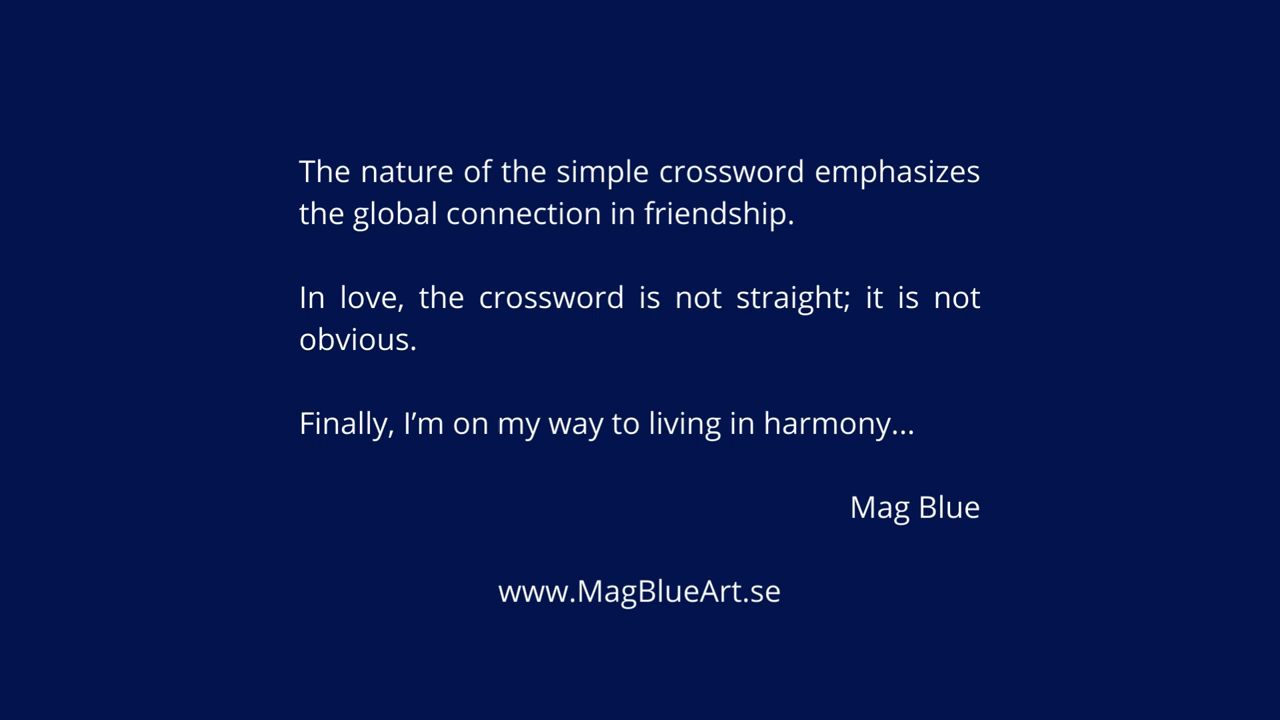 The nature of the simple crossword emphasizes
the global connection in friendship.
In love, the crossword is not straight; it is not
obvious.
Finally, I’m on my way to living in harmony...
Mag Blue
www.MagBlueArt.se